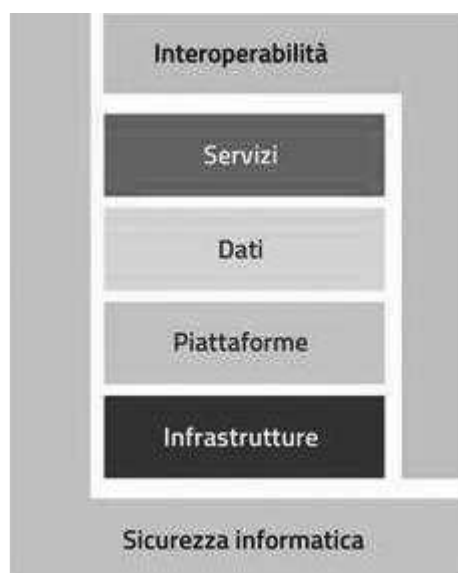 Interoperabilità
Servizi
Dati
Piattaforme
Infrastrutture
Sicurezza informatica